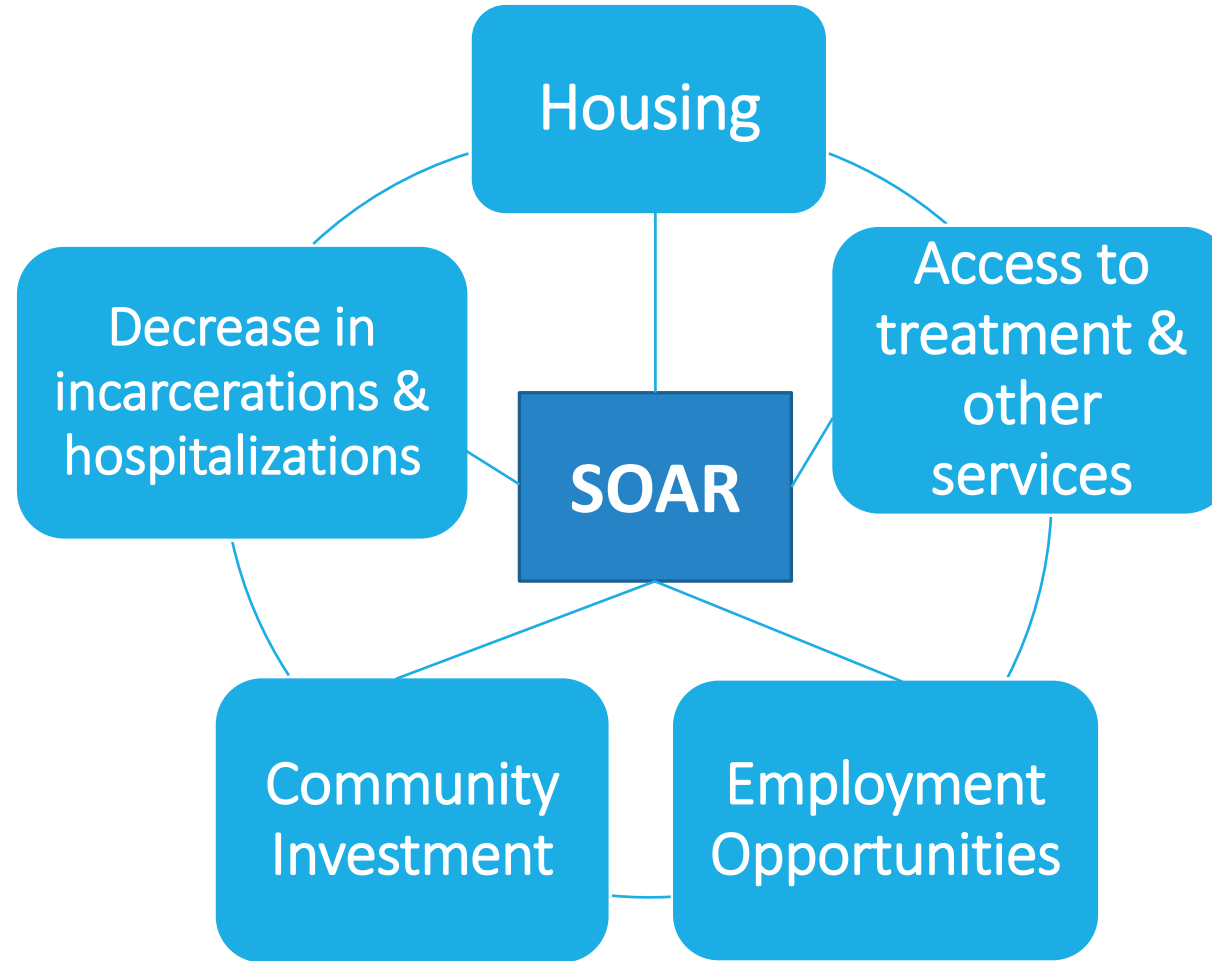 Housing
Access to
treatment &
other
services
Decrease in
incarcerations &
hospitalizations
SOAR
Community
Investment
Employment
Opportunities